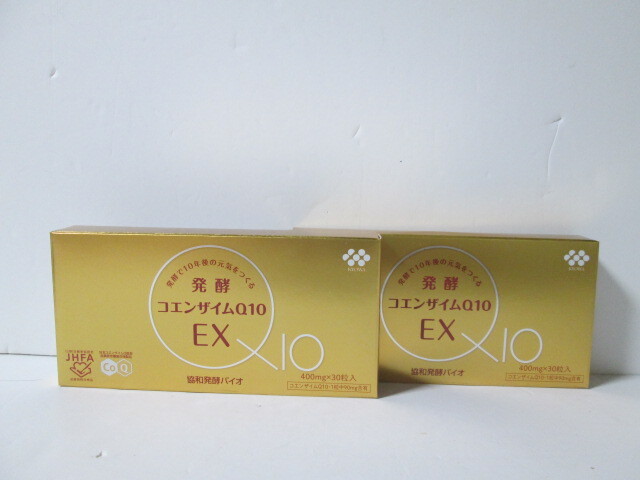 発酵で10年後の元気をつくる
発酵
コエンザイムQ10
EX
10
JHFA
CoQ
400mg×30粒入
協和発酵バイオ
発酵で10年後の元気をつくる
発酵
コエンザイムQ10
EX
10
400mg×30粒入
協和発酵バイオ